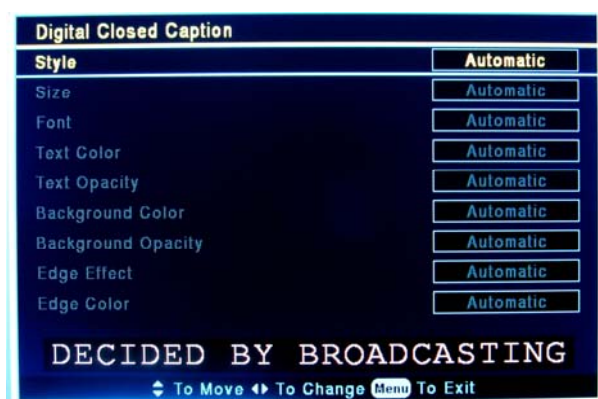 Digital Closed Caption
Style Automatic
Size Automatic
Font Automatic
Text Color Automatic
Text Opacity Automatic
Background Color Automatic
Background Opacity Automatic
Edge Effect Automatic
Edge Color Automatic
DECIDED BY BROADCASTING
To Move To Change Menu To Exit